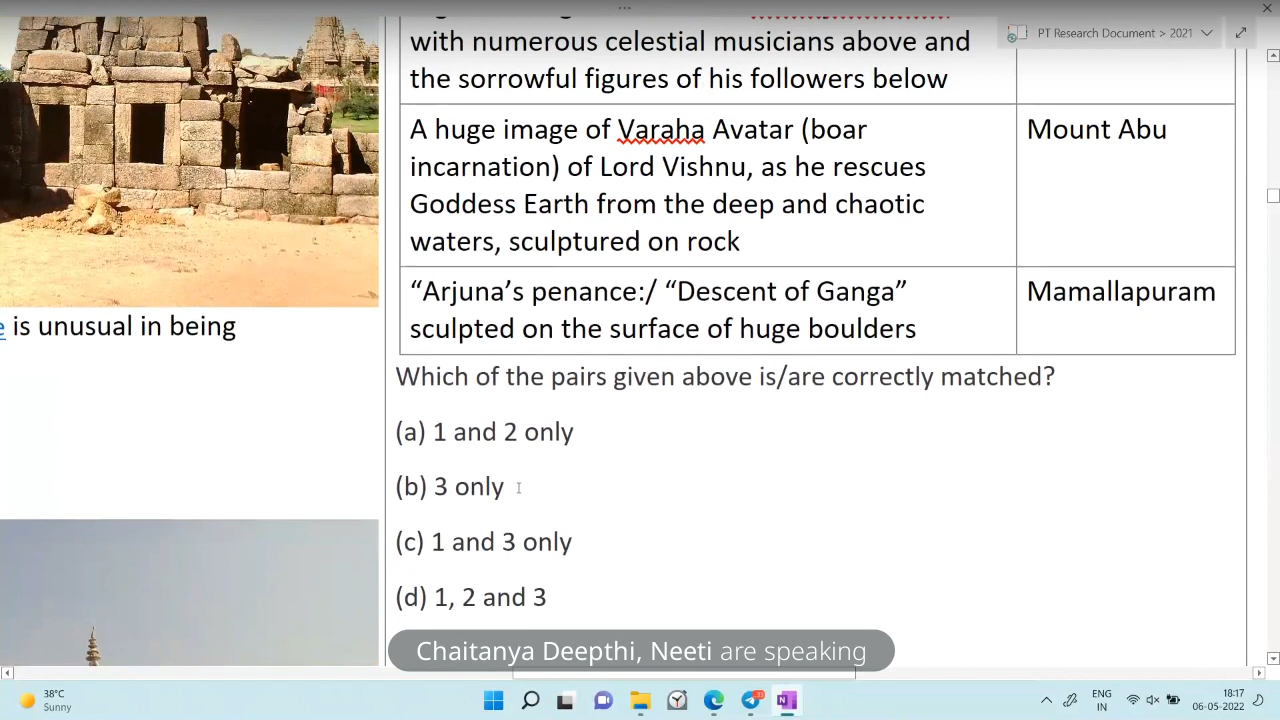 ...
PT Research Document > 2021
with numerous celestial musicians above and
the sorrowful figures of his followers below
A huge image of Varaha Avatar (boar
incarnation) of Lord Vishnu, as he rescues
Goddess Earth from the deep and chaotic
waters, sculptured on rock
Mount Abu
“Arjuna’s penance:/ “Descent of Ganga”
sculpted on the surface of huge boulders
Mamallapuram
is unusual in being
Which of the pairs given above is/are correctly matched?
(a) 1 and 2 only
(b) 3 only
(c) 1 and 3 only
(d) 1, 2 and 3
Chaitanya Deepthi, Neeti are speaking
38°C
Sunny
33
ENG
IN
18:17
06-05-2022